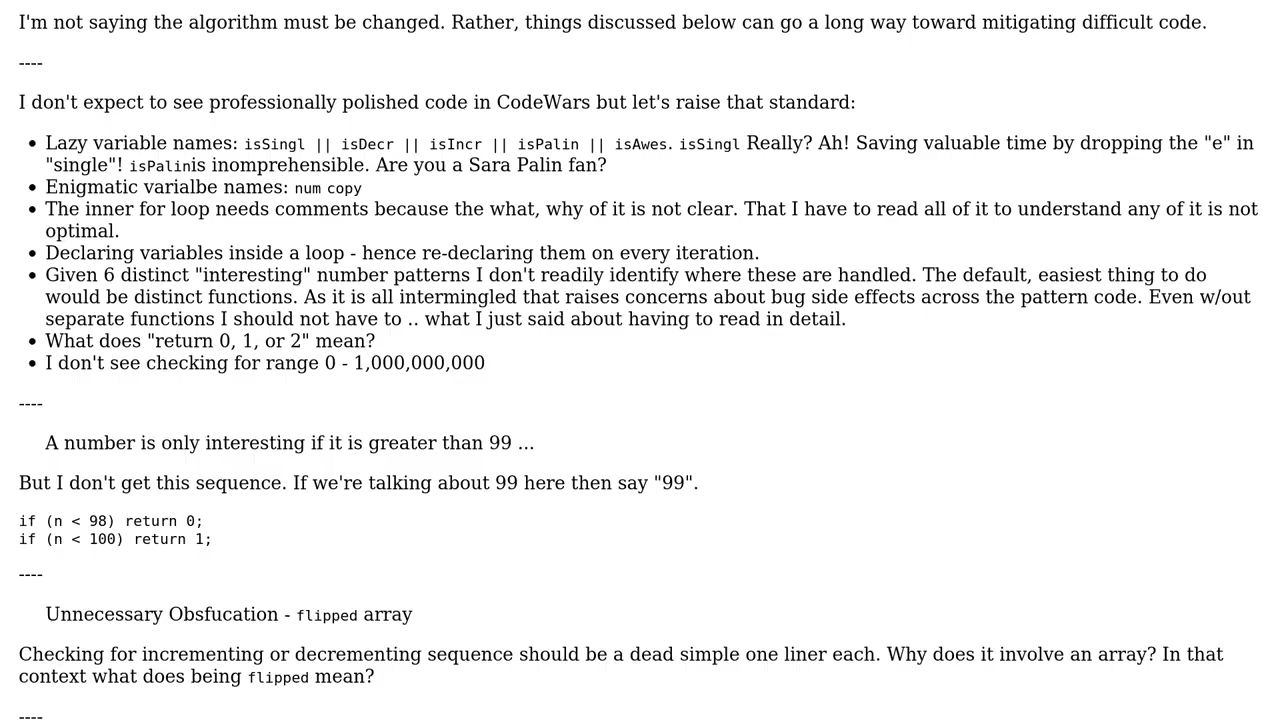 I'm not saying the algorithm must be changed. Rather, things discussed below can go a long way toward mitigating difficult code.
----
I don't expect to see professionally polished code in CodeWars but let's raise that standard:
• Lazy variable names: isSingl || isDecr || isIncr || isPalin || isAwes. isSingl Really? Ah! Saving valuable time by dropping the "e" in
"single"! isPalinis inomprehensible. Are you a Sara Palin fan?
• Enigmatic varialbe names: num copy
• The inner for loop needs comments because the what, why of it is not clear. That I have to read all of it to understand any of it is not
optimal.
• Declaring variables inside a loop - hence re-declaring them on every iteration.
• Given 6 distinct "interesting" number patterns I don't readily identify where these are handled. The default, easiest thing to do
would be distinct functions. As it is all intermingled that raises concerns about bug side effects across the pattern code. Even w/out
separate functions I should not have to .. what I just said about having to read in detail.
• What does "return 0, 1, or 2" mean?
• I don't see checking for range 0 - 1,000,000,000
----
A number is only interesting if it is greater than 99 ...
But I don't get this sequence. If we're talking about 99 here then say "99".
if (n < 98) return 0;
if (n < 100) return 1;
----
Unnecessary Obsfucation - flipped array
Checking for incrementing or decrementing sequence should be a dead simple one liner each. Why does it involve an array? In that
context what does being flipped mean?
----